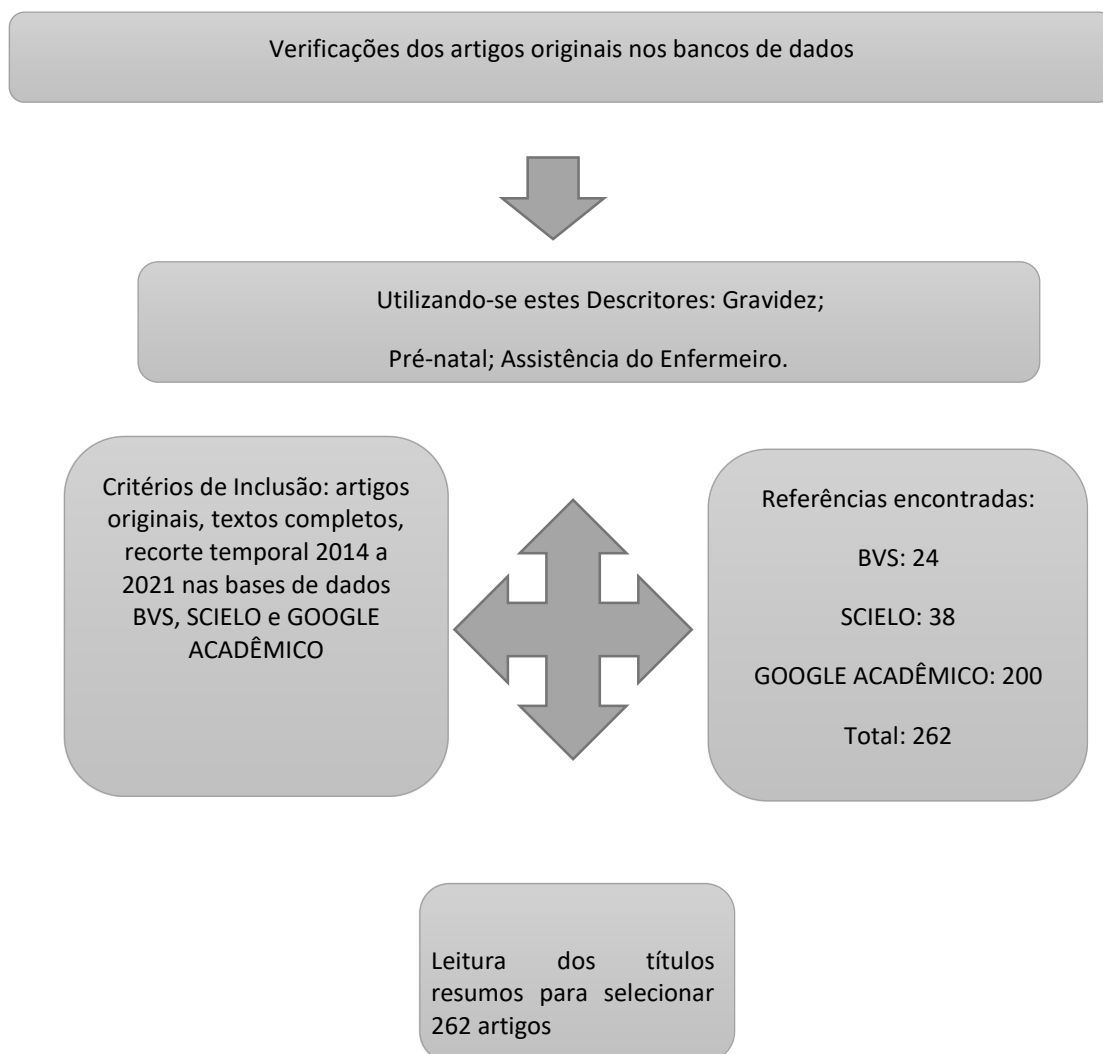 Verificações dos artigos originais nos bancos de dados
Utilizando-se estes Descritores: Gravidez;
Pré-natal; Assistência do Enfermeiro.
Critérios de Inclusão: artigos
originais, textos completos,
recorte temporal 2014 a
2021 nas bases de dados
BVS, SCIELO e GOOGLE
ACADÊMICO
Referências encontradas:
BVS: 24
SCIELO: 38
GOOGLE ACADÊMICO: 200
Total: 262
Leitura dos títulos
resumos para selecionar
262 artigos